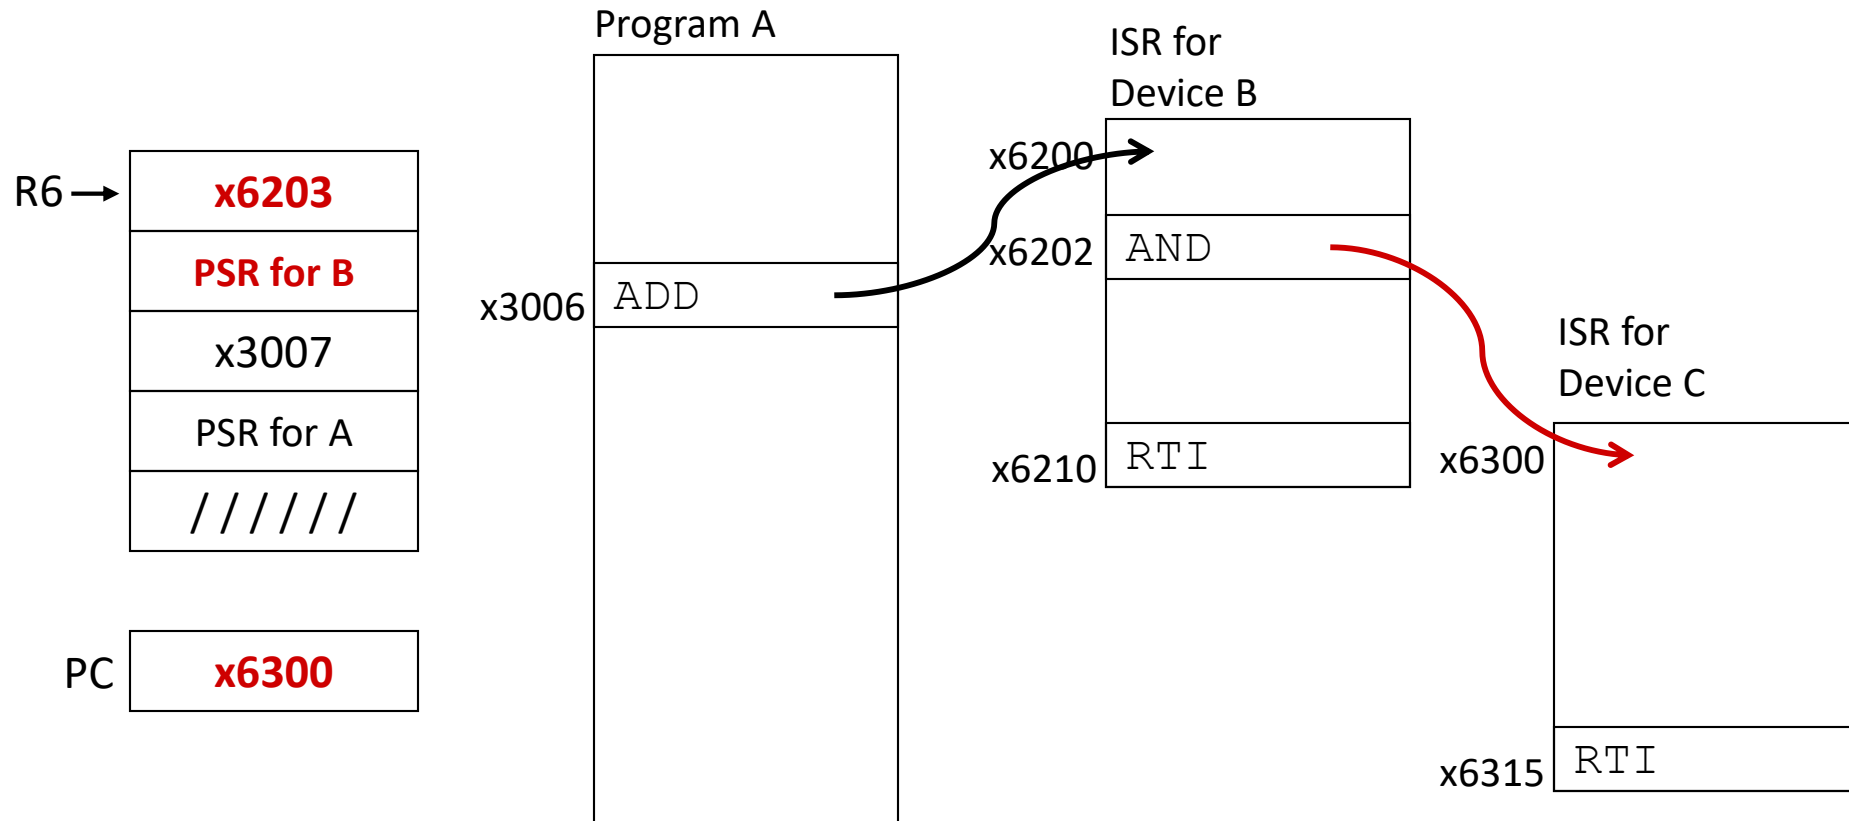 Program A
ISR for
Device B
R6
x6203
PSR for B
x3007
PSR for A
//////
PC
x6300
x3006
ADD
x6200
x6202
AND
x6210
RTI
ISR for
Device C
x6300
x6315
RTI